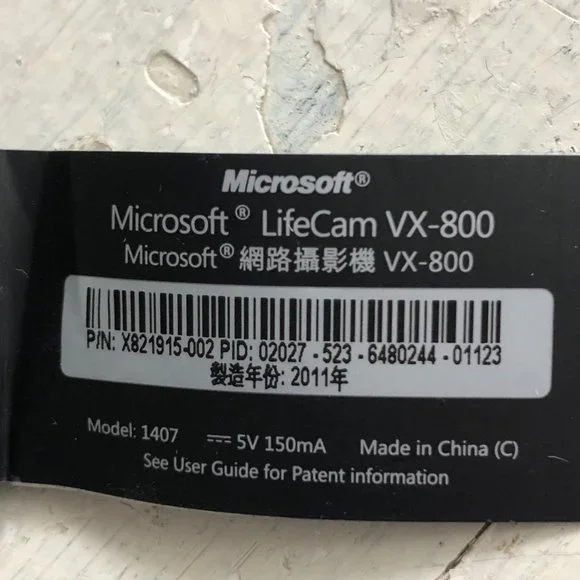 Microsoft®
Microsoft® LifeCam VX-800
Microsoft® 網路攝影機 VX-800
P/N: X821915-002 PID: 02027 - 523 - 6480244 - 01123
製造年份: 2011年
Model: 1407 ⎓ 5V 150mA Made in China (C)
See User Guide for Patent information